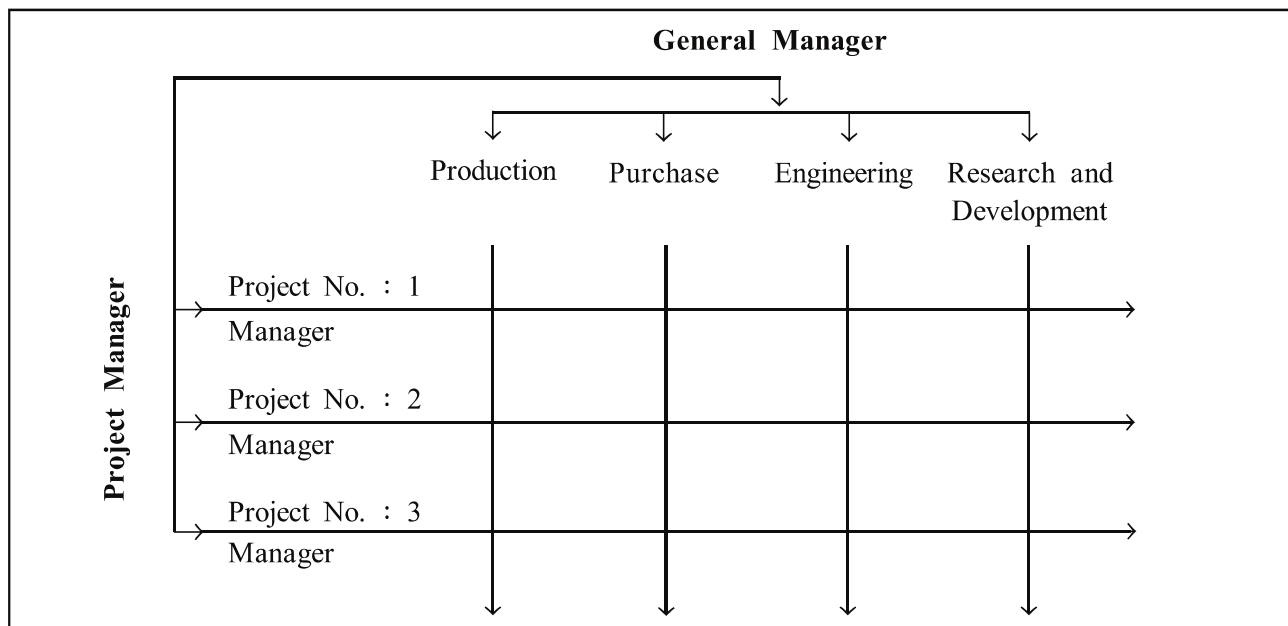 General Manager
Production Purchase Engineering Research and
Development
Project Manager
Project No. : 1
Manager
Project No. : 2
Manager
Project No. : 3
Manager